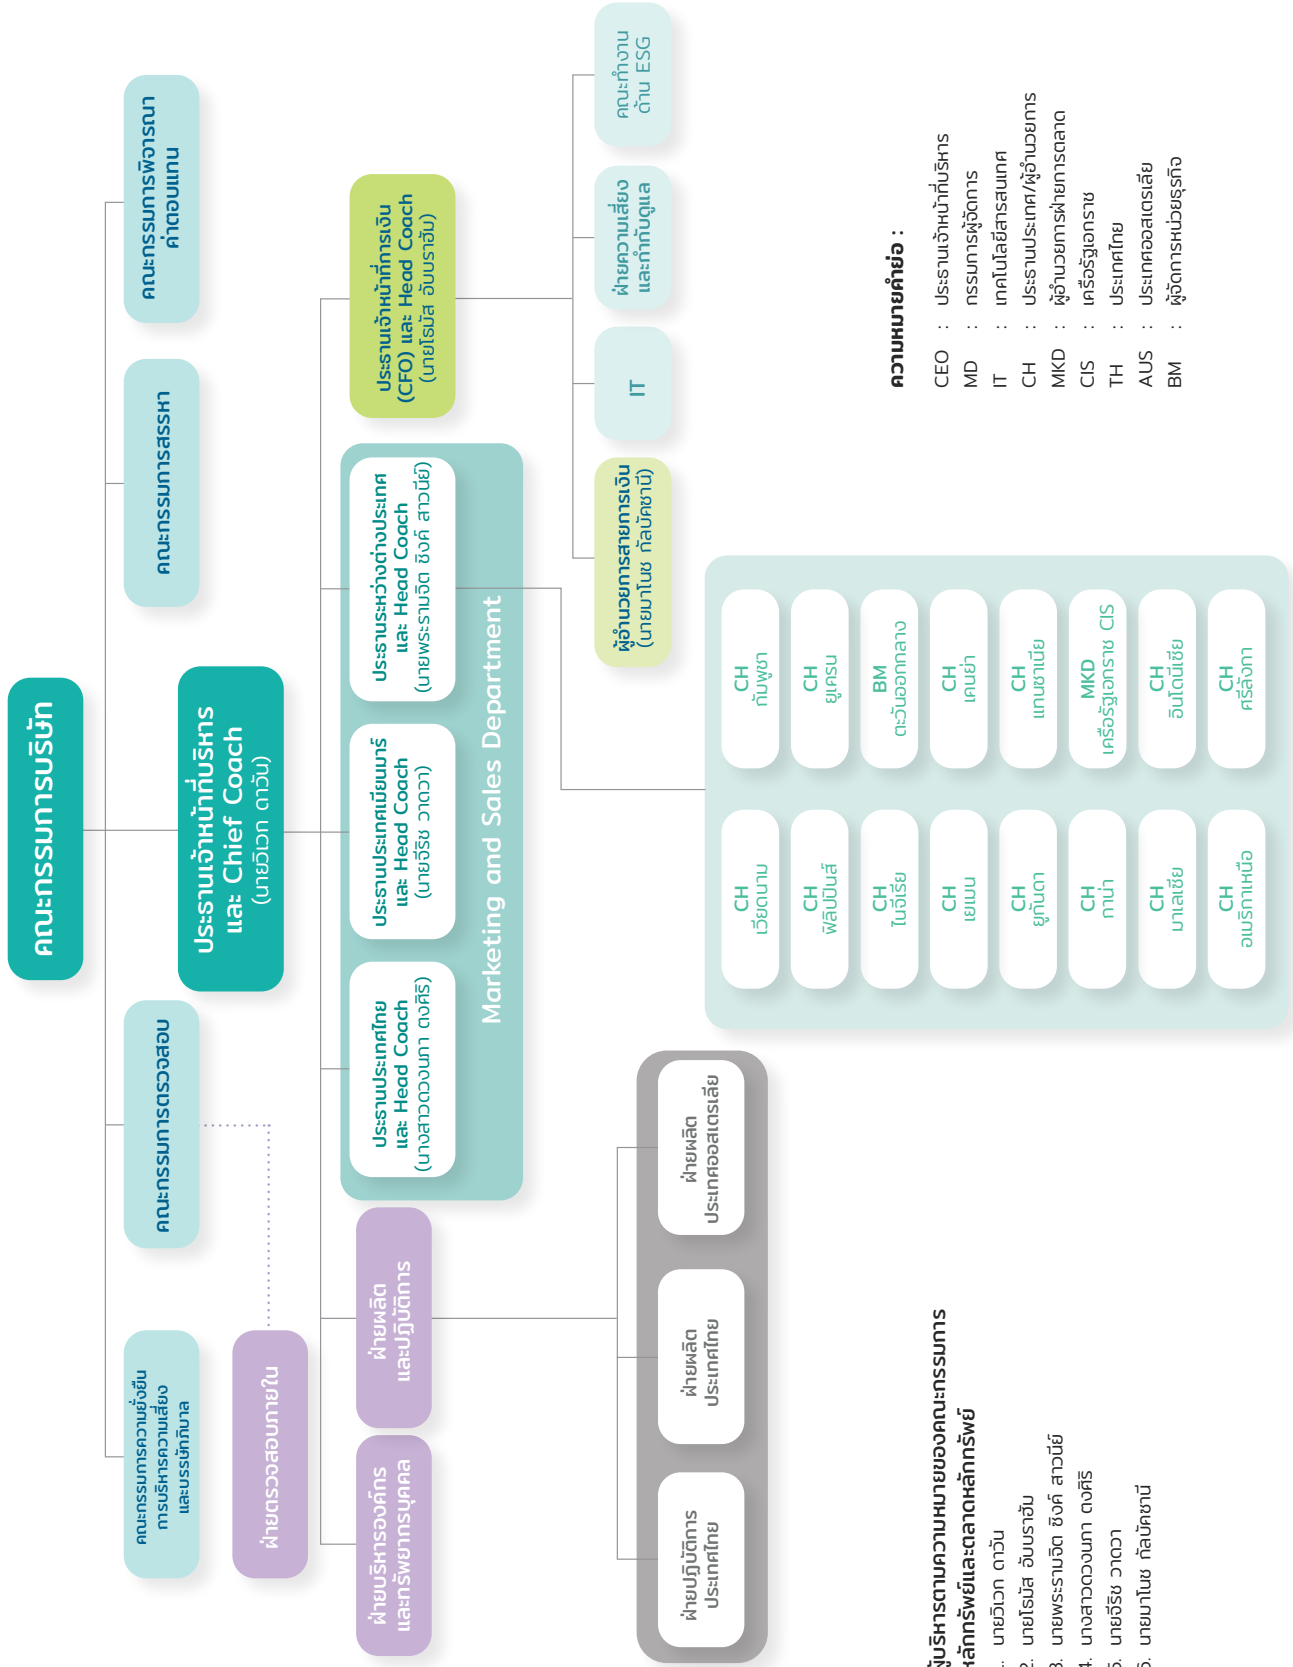 คณะกรรมการบริษัท
คณะกรรมการความยั่งยืน
การบริหารความเสี่ยง
และบรรษัทภิบาล
คณะกรรมการตรวจสอบ
คณะกรรมการสรรหา
คณะกรรมการพิจารณา
ค่าตอบแทน
ฝ่ายตรวจสอบภายใน
ประธานเจ้าหน้าที่บริหาร
และ Chief Coach
(นายวิเวก ดาวัน)
ฝ่ายบริหารองค์กร
และทรัพยากรบุคคล
ฝ่ายผลิต
และปฏิบัติการ
ประธานประเทศไทย
และ Head Coach
(นางสาวดวงนภา ตงศิริ)
ประธานประเทศเมียนมาร์
และ Head Coach
(นายจีริช วาดวา)
ประธานระหว่างต่างประเทศ
และ Head Coach
(นายพระรามจิต ซิงค์ สาวนีย์)
Marketing and Sales Department
ประธานเจ้าหน้าที่การเงิน
(CFO) และ Head Coach
(นายโธมัส อับบราฮัม)
ผู้อำนวยการสายการเงิน
(นายมาโนช กัลบัคซานี)
IT
ฝ่ายความเสี่ยง
และกำกับดูแล
คณะทำงาน
ด้าน ESG
ฝ่ายปฏิบัติการ
ประเทศไทย
ฝ่ายผลิต
ประเทศไทย
ฝ่ายผลิต
ประเทศออสเตรเลีย
CH
เวียดนาม
CH
กัมพูชา
CH
ฟิลิปปินส์
CH
ยูเครน
CH
ไนจีเรีย
BM
ตะวันออกกลาง
CH
เยเมน
CH
เคนย่า
CH
ยูกันดา
CH
แทนซาเนีย
CH
กาน่า
MKD
เครือรัฐเอกราช CIS
CH
มาเลเซีย
CH
อินโดนีเซีย
CH
อเมริกาเหนือ
CH
ศรีลังกา
ผู้บริหารตามความหมายของคณะกรรมการ
หลักทรัพย์และตลาดหลักทรัพย์
1. นายวิเวก ดาวัน
2. นายโธมัส อับบราฮัม
3. นายพระรามจิต ซิงค์ สาวนีย์
4. นางสาวดวงนภา ตงศิริ
5. นายจีริช วาดวา
6. นายมาโนช กัลบัคซานี
ความหมายคำย่อ :
CEO : ประธานเจ้าหน้าที่บริหาร
MD : กรรมการผู้จัดการ
IT : เทคโนโลยีสารสนเทศ
CH : ประธานประเทศ/ผู้อำนวยการ
MKD : ผู้อำนวยการฝ่ายการตลาด
CIS : เครือรัฐเอกราช
TH : ประเทศไทย
AUS : ประเทศออสเตรเลีย
BM : ผู้จัดการหน่วยธุรกิจ